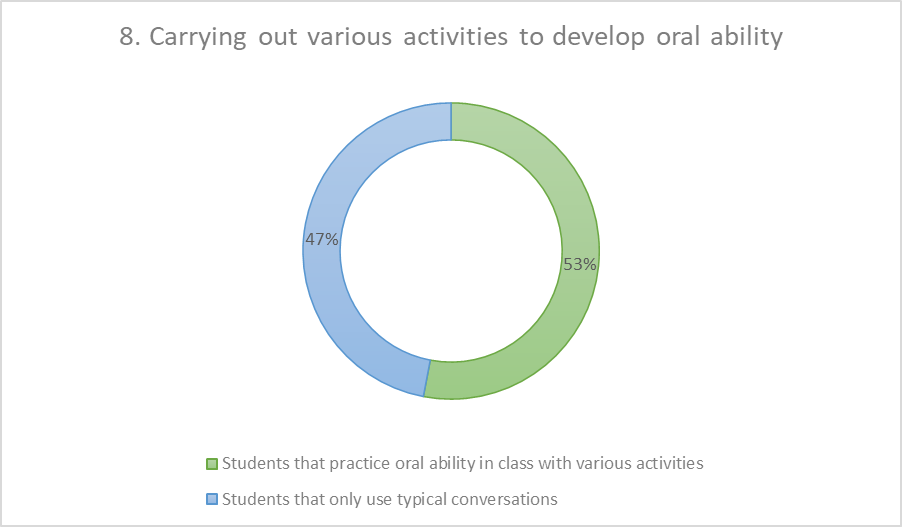 8. Carrying out various activities to develop oral ability
47%
53%
Students that practice oral ability in class with various activities
Students that only use typical conversations